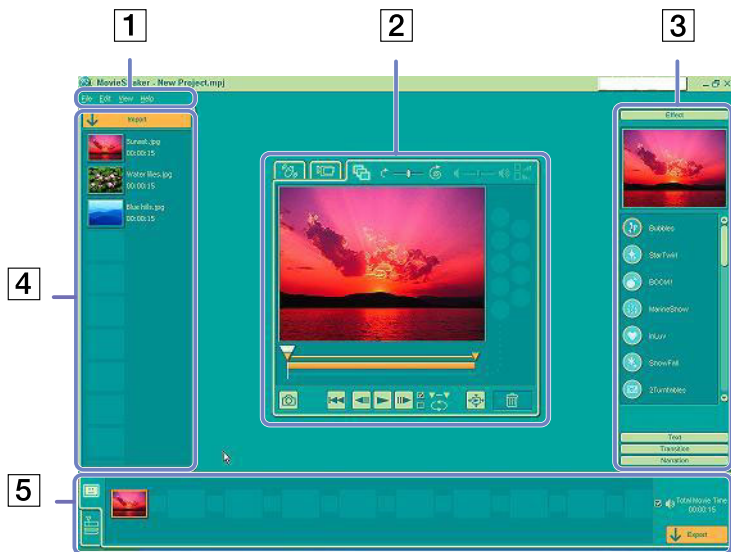 1
2
3
MovieShaker - New Project.mpj
File Edit View Help
Import
Sunset.jpg
00:00:15
Water lilies.jpg
00:00:15
Blue hills.jpg
00:00:15
Effect
Bubbles
StarTwirl
BOOM!!
MarineShow
InLuv
SnowFall
2Turntables
Text
Transition
Narration
4
5
Total Movie Time
00:00:15
Export